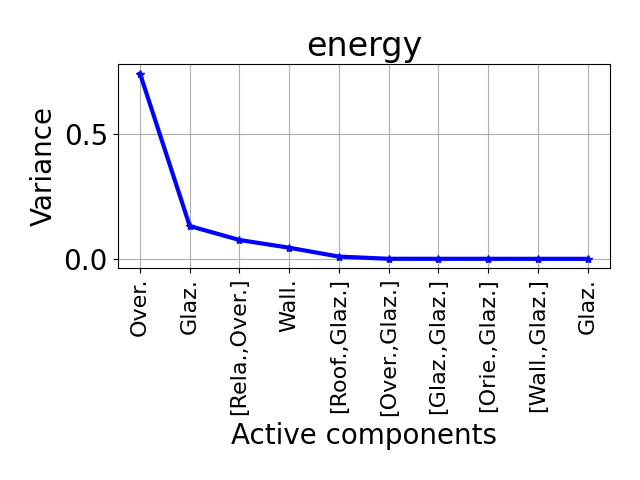 energy
Variance
0.5
0.0
Over.
Glaz.
[Rela.,Over.]
Wall.
[Roof.,Glaz.]
[Over.,Glaz.]
[Glaz.,Glaz.]
[Orie.,Glaz.]
[Wall.,Glaz.]
Glaz.
Active components